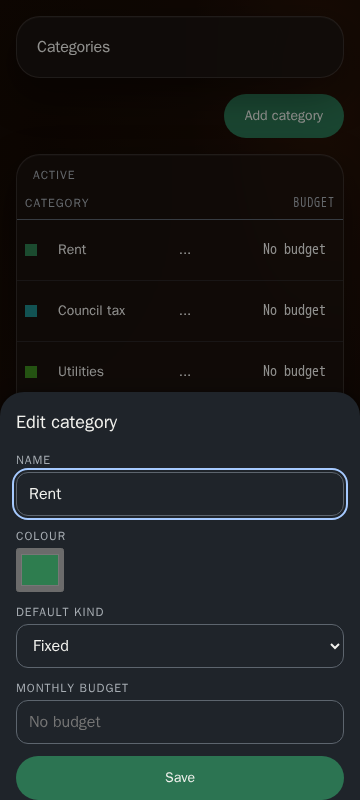 Categories
Add category
ACTIVE
CATEGORY BUDGET
Rent ... No budget
Council tax ... No budget
Utilities ... No budget
Edit category
NAME
Rent
COLOUR
DEFAULT KIND
Fixed
MONTHLY BUDGET
No budget
Save